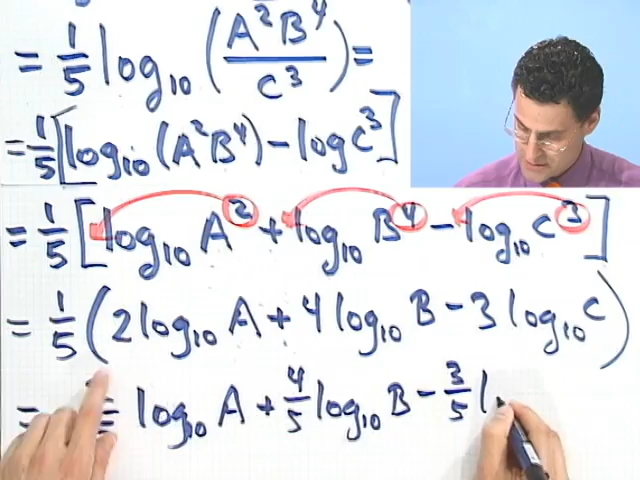 = 1/5 log₁₀ (A²B⁴/C³) =
= 1/5 [log₁₀ (A²B⁴) - log C³]
= 1/5 [log₁₀ A² + log₁₀ B⁴ - log₁₀ C³]
= 1/5 (2 log₁₀ A + 4 log₁₀ B - 3 log₁₀ C)
= log₁₀ A + 4/5 log₁₀ B - 3/5 l